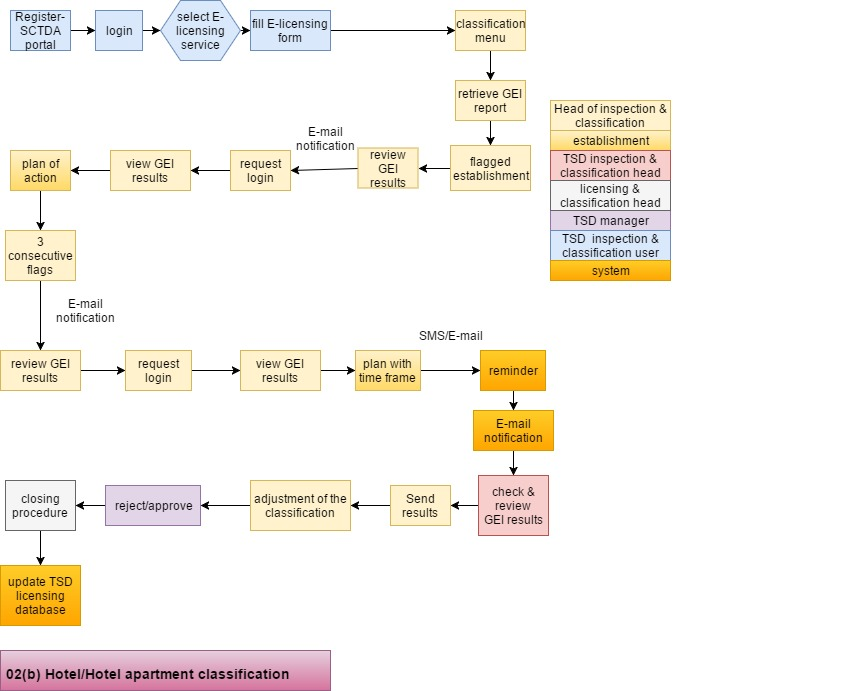 Register-
SCTDA
portal
login
select E-
licensing
service
fill E-licensing
form
classification
menu
retrieve GEI
report
Head of inspection &
classification
establishment
TSD inspection &
classification head
licensing &
classification head
TSD manager
TSD  inspection &
classification user
system
E-mail
notification
plan of
action
view GEI
results
request
login
review
GEI
results
flagged
establishment
3
consecutive
flags
E-mail
notification
SMS/E-mail
review GEI
results
request
login
view GEI
results
plan with
time frame
reminder
E-mail
notification
closing
procedure
reject/approve
adjustment of the
classification
Send
results
check &
review
GEI results
update TSD
licensing
database
02(b) Hotel/Hotel apartment classification